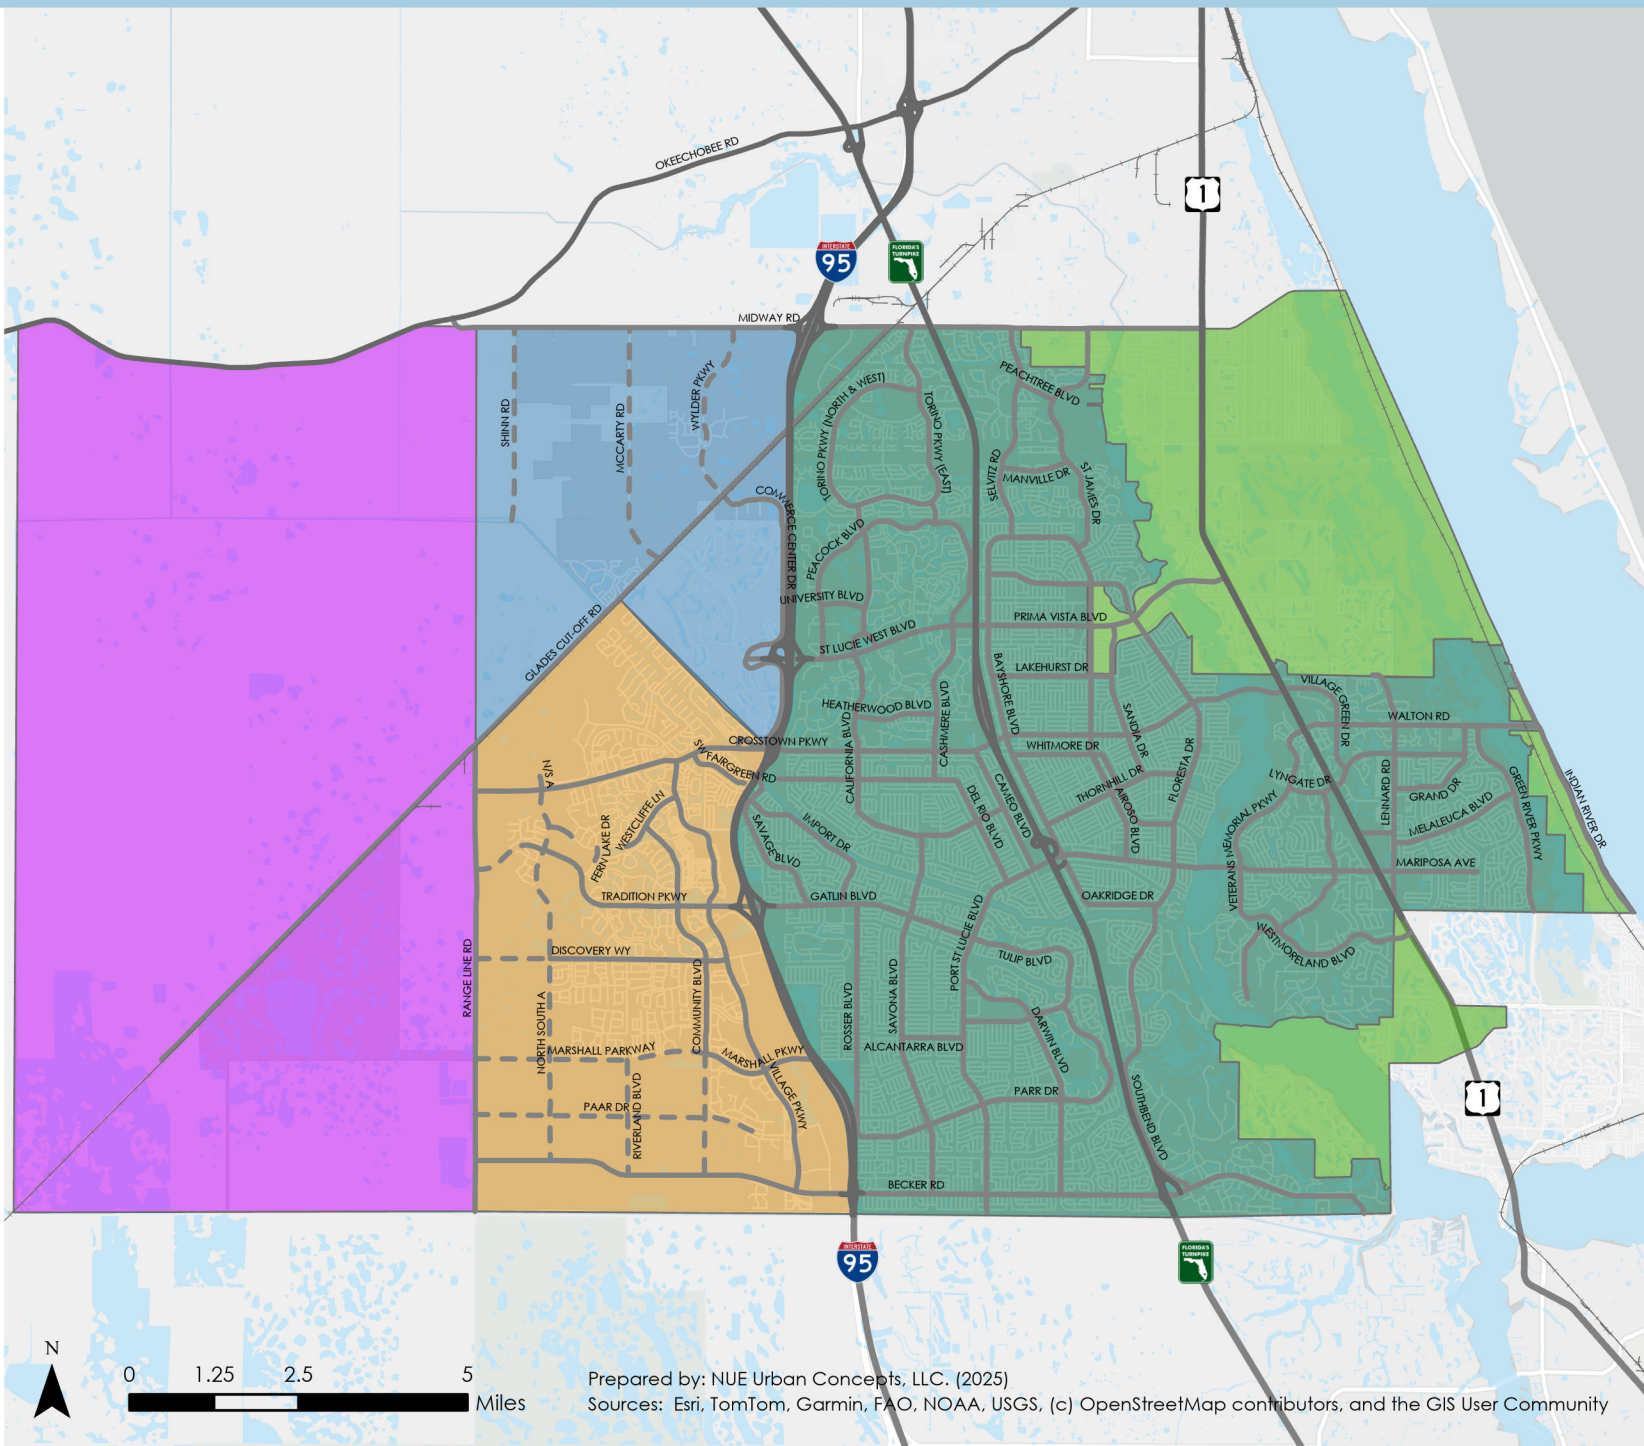 OKEECHOBEE RD
1
INTERSTATE
95
FLORIDA'S
TURNPIKE
MIDWAY RD
SHINN RD
MCCARTY RD
WYLDER PKWY
TORINO PKWY (NORTH & WEST)
TORINO PKWY (EAST)
PEACHTREE BLVD
SELVITZ RD
MANVILLE DR
ST JAMES DR
COMMERCE CENTER DR
PEACOCK BLVD
UNIVERSITY BLVD
ST LUCIE WEST BLVD
PRIMA VISTA BLVD
GLADES CUT-OFF RD
LAKEHURST DR
BAYSHORE BLVD
HEATHERWOOD BLVD
CALIFORNIA BLVD
CASHMERE BLVD
SANDIA DR
VILLAGE GREEN DR
WALTON RD
CROSSTOWN PKWY
WHITMORE DR
SW FAIRGREEN RD
FLORESTA DR
THORNHILL DR
AIROSO BLVD
LYNGATE DR
LENNARD RD
GRAND DR
MELALEUCA BLVD
GREEN RIVER PKWY
INDIAN RIVER DR
N/S A
WESTCLIFFE LN
FERN LAKE DR
SAVAGE BLVD
IMPORT DR
DEL RIO BLVD
CAMEO BLVD
VETERANS MEMORIAL PKWY
MARIPOSA AVE
TRADITION PKWY
GATLIN BLVD
OAKRIDGE DR
WESTMORELAND BLVD
RANGE LINE RD
DISCOVERY WY
COMMUNITY BLVD
PORT ST LUCIE BLVD
TULIP BLVD
NORTH SOUTH A
ROSSER BLVD
SAVONA BLVD
DARWIN BLVD
ALCANTARRA BLVD
MARSHALL PARKWAY
MARSHALL PKWY
VILLAGE PKWY
PAAR DR
RIVERLAND BLVD
PARR DR
SOUTHBEND BLVD
1
BECKER RD
INTERSTATE
95
FLORIDA'S
TURNPIKE
N
0 1.25 2.5 5
Miles
Prepared by: NUE Urban Concepts, LLC. (2025)
Sources: Esri, TomTom, Garmin, FAO, NOAA, USGS, (c) OpenStreetMap contributors, and the GIS User Community